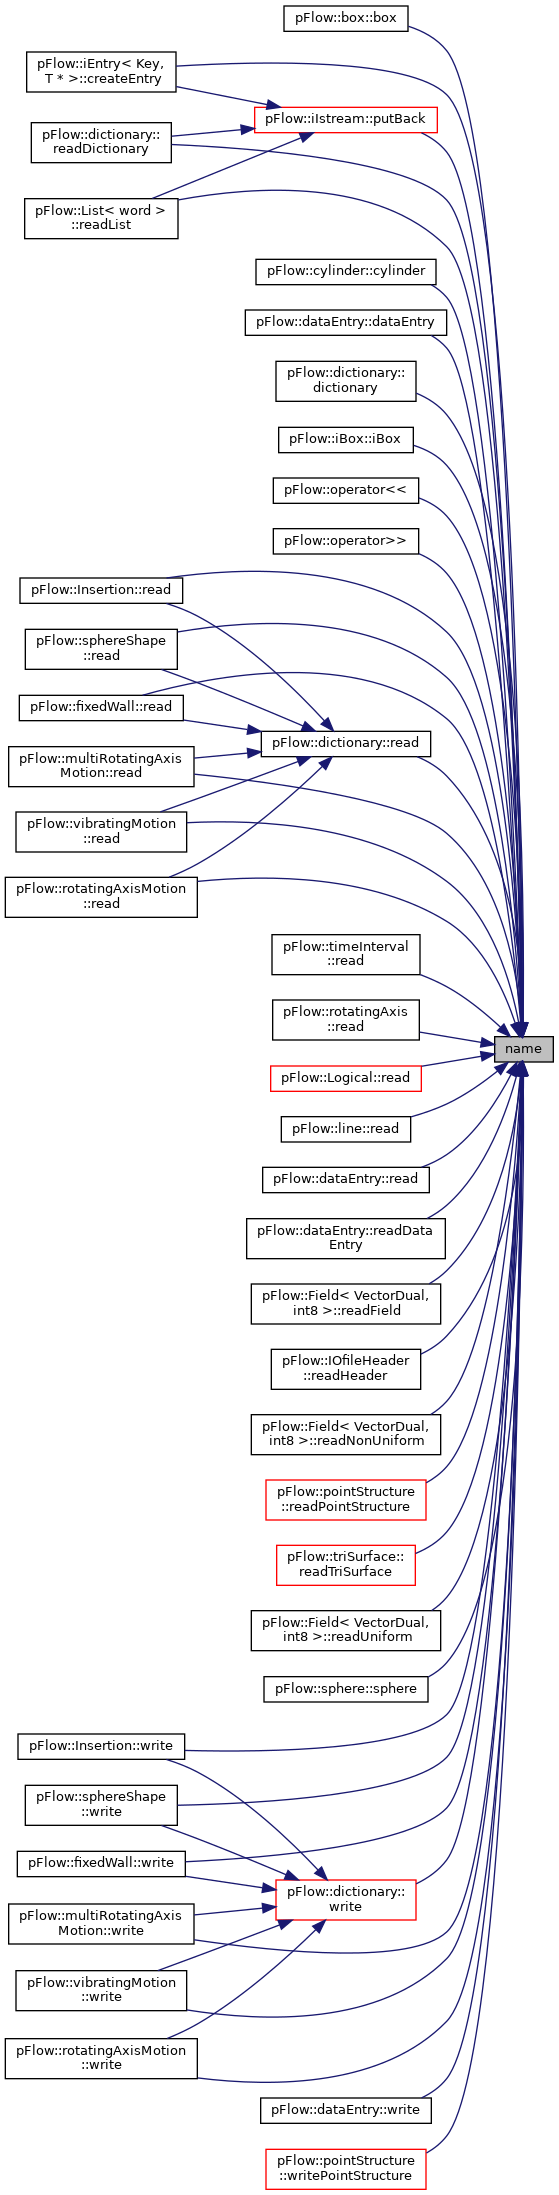 pFlow::box::box
pFlow::iEntry< Key,
T * >::createEntry
pFlow::iIstream::putBack
pFlow::dictionary::
readDictionary
pFlow::List< word >
::readList
pFlow::cylinder::cylinder
pFlow::dataEntry::dataEntry
pFlow::dictionary::
dictionary
pFlow::iBox::iBox
pFlow::operator<<
pFlow::operator>>
pFlow::Insertion::read
pFlow::sphereShape
::read
pFlow::fixedWall::read
pFlow::dictionary::read
pFlow::multiRotatingAxis
Motion::read
pFlow::vibratingMotion
::read
pFlow::rotatingAxisMotion
::read
pFlow::timeInterval
::read
pFlow::rotatingAxis
::read
name
pFlow::Logical::read
pFlow::line::read
pFlow::dataEntry::read
pFlow::dataEntry::readData
Entry
pFlow::Field< VectorDual,
int8 >::readField
pFlow::IOfileHeader
::readHeader
pFlow::Field< VectorDual,
int8 >::readNonUniform
pFlow::pointStructure
::readPointStructure
pFlow::triSurface::
readTriSurface
pFlow::Field< VectorDual,
int8 >::readUniform
pFlow::sphere::sphere
pFlow::Insertion::write
pFlow::sphereShape
::write
pFlow::fixedWall::write
pFlow::dictionary::
write
pFlow::multiRotatingAxis
Motion::write
pFlow::vibratingMotion
::write
pFlow::rotatingAxisMotion
::write
pFlow::dataEntry::write
pFlow::pointStructure
::writePointStructure